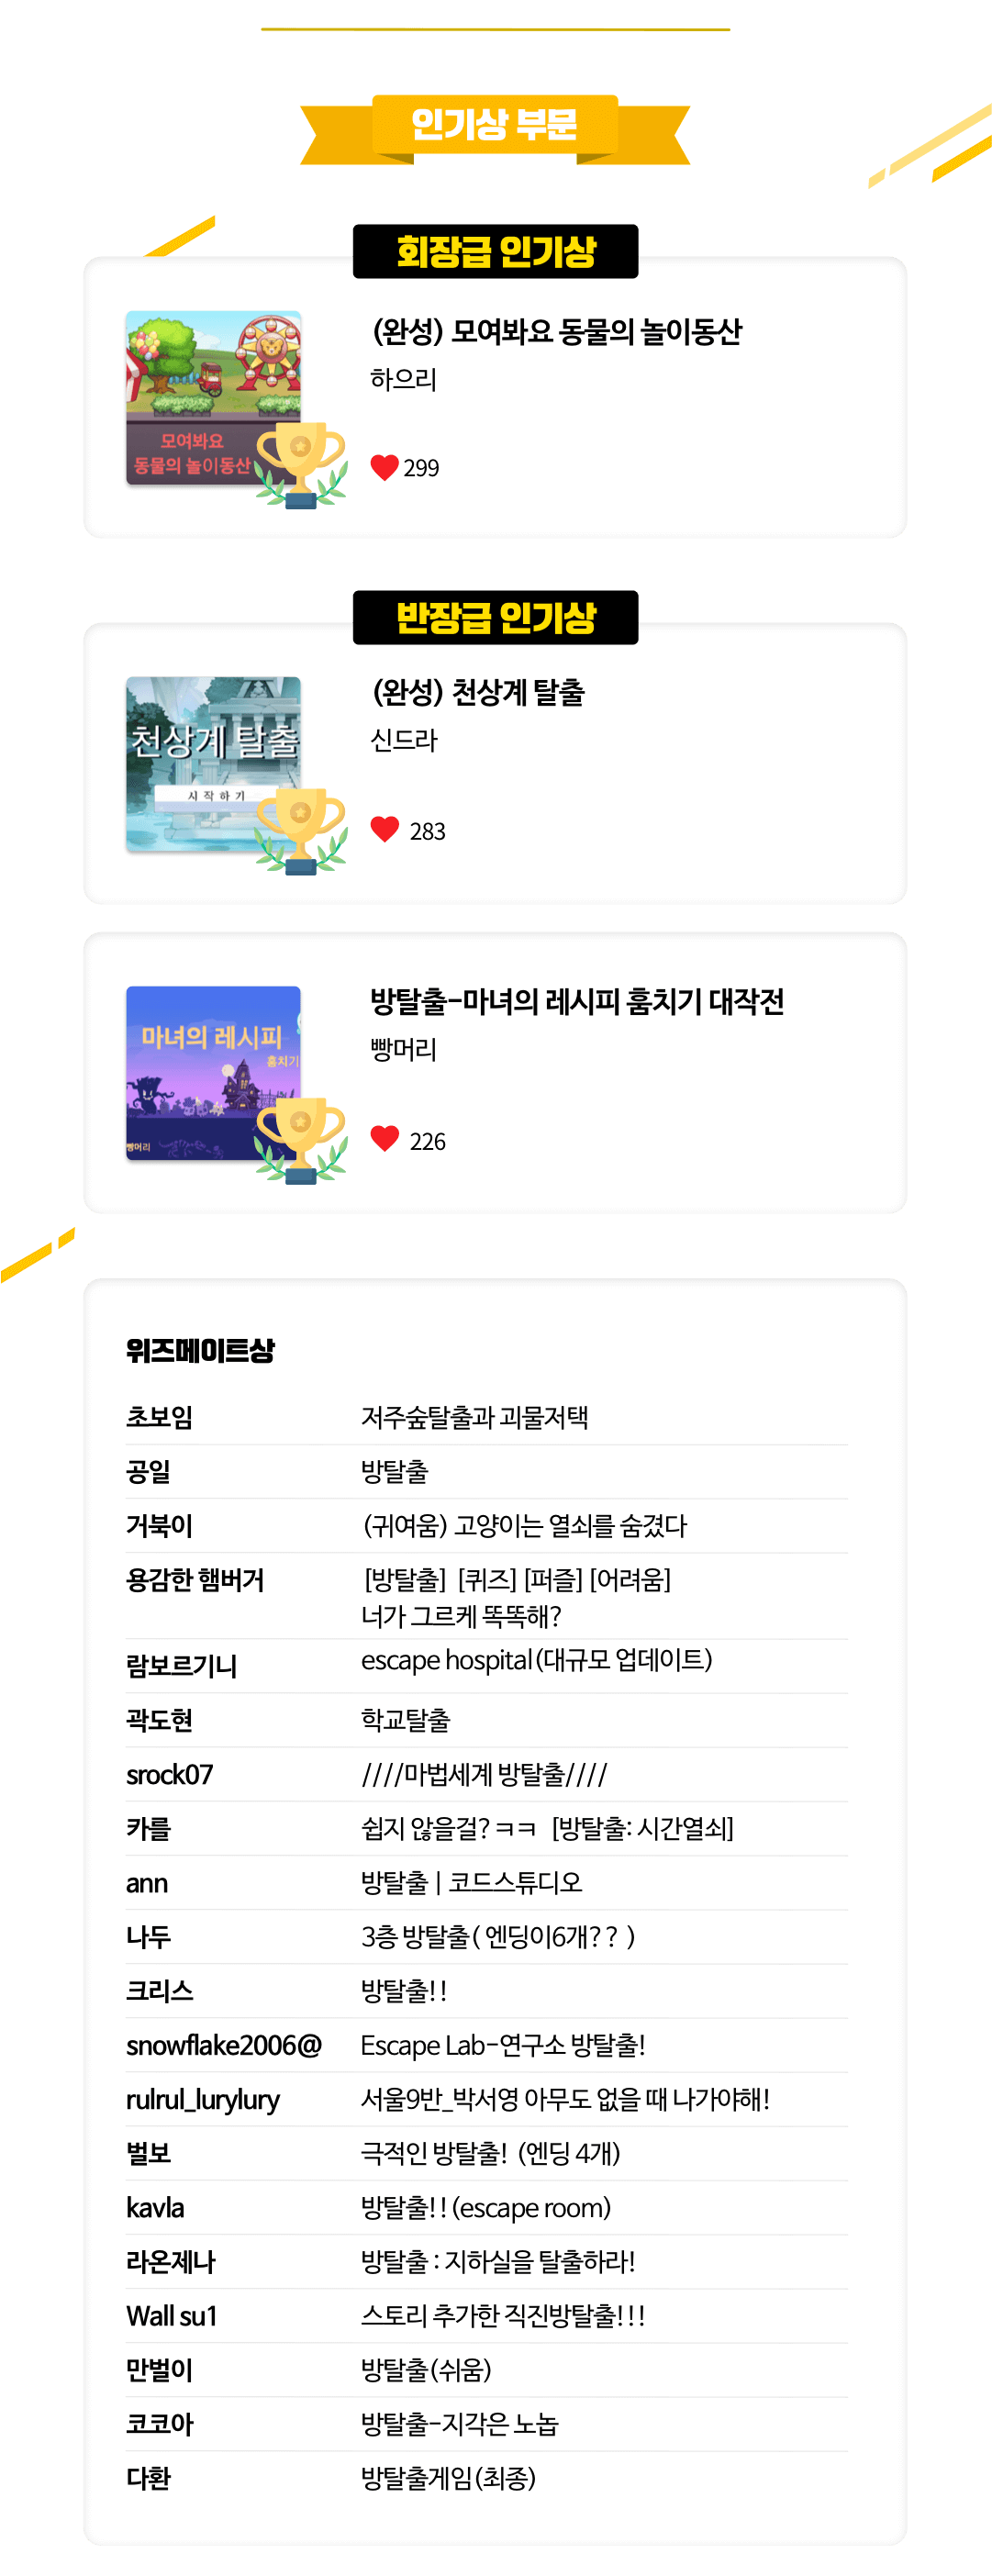 인기상 부문
회장급 인기상
(완성) 모여봐요 동물의 놀이동산
하으리
모여봐요
동물의 놀이동산
299
반장급 인기상
(완성) 천상계 탈출
신드라
천상계 탈출
시작하기
283
방탈출-마녀의 레시피 훔치기 대작전
빵머리
마녀의 레시피
훔치기
빵머리
226
위즈메이트상
초보임 저주숲탈출과 괴물저택
공일 방탈출
거북이 (귀여움) 고양이는 열쇠를 숨겼다
용감한 햄버거 [방탈출] [퀴즈] [퍼즐] [어려움]
너가 그르케 똑똑해?
람보르기니 escape hospital(대규모 업데이트)
곽도현 학교탈출
srock07 ////마법세계 방탈출////
카를 쉽지 않을걸? ㅋㅋ [방탈출: 시간열쇠]
ann 방탈출 | 코드스튜디오
나두 3층 방탈출( 엔딩이6개?? )
크리스 방탈출!!
snowflake2006@ Escape Lab-연구소 방탈출!
rulrul_lurylury 서울9반_박서영 아무도 없을 때 나가야해!
벌보 극적인 방탈출! (엔딩 4개)
kavla 방탈출!!(escape room)
라온제나 방탈출 : 지하실을 탈출하라!
Wall su1 스토리 추가한 직진방탈출!!!
만벌이 방탈출(쉬움)
코코아 방탈출-지각은 노놉
다환 방탈출게임(최종)